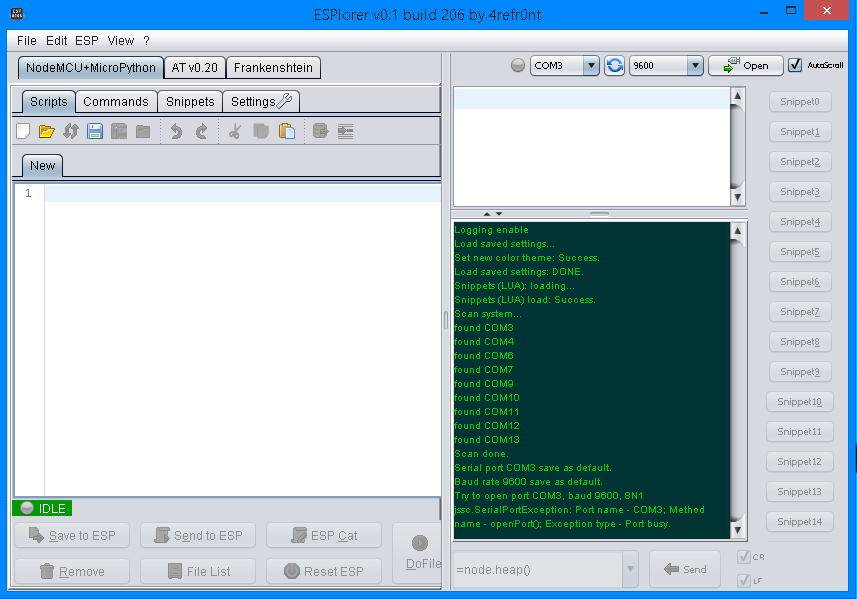 ESPlorer v0.1 build 206 by 4refr0nt
File Edit ESP View ?
NodeMCU+MicroPython AT v0.20 Frankenshtein
COM3 9600 Open AutoScroll
Scripts Commands Snippets Settings
New
1
Snippet0
Snippet1
Snippet2
Snippet3
Snippet4
Snippet5
Snippet6
Snippet7
Snippet8
Snippet9
Snippet10
Snippet11
Snippet12
Snippet13
Snippet14
Logging enable
Load saved settings...
Set new color theme: Success.
Load saved settings: DONE.
Snippets (LUA): loading...
Snippets (LUA) load: Success.
Scan system...
found COM3
found COM4
found COM6
found COM7
found COM9
found COM10
found COM11
found COM12
found COM13
Scan done.
Serial port COM3 save as default.
Baud rate 9600 save as default.
Try to open port COM3, baud 9600, 8N1
jssc.SerialPortException: Port name - COM3; Method
name - openPort(); Exception type - Port busy.
IDLE
Save to ESP Send to ESP ESP Cat
DoFile
Remove File List Reset ESP
=node.heap() Send
CR
LF